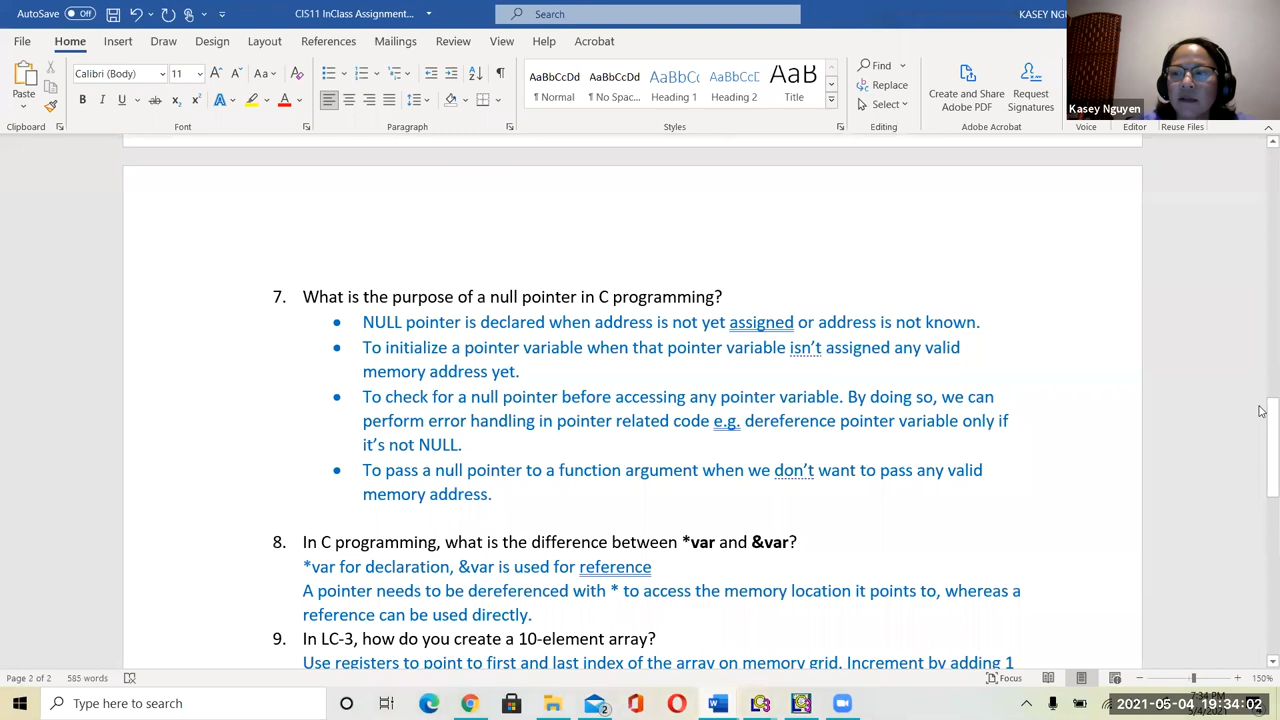 AutoSave Off CIS11 InClass Assignment... Search KASEY NGU
File Home Insert Draw Design Layout References Mailings Review View Help Acrobat
Paste Calibri (Body) 11 Aa AaBbCcDd AaBbCcDd AaBbCc AaBbCcD AaB Find Replace Select
¶ Normal ¶ No Spac... Heading 1 Heading 2 Title Create and Share Adobe PDF Request Signatures
Kasey Nguyen
Clipboard Font Paragraph Styles Editing Adobe Acrobat Voice Editor Reuse Files
7. What is the purpose of a null pointer in C programming?
• NULL pointer is declared when address is not yet assigned or address is not known.
• To initialize a pointer variable when that pointer variable isn't assigned any valid
memory address yet.
• To check for a null pointer before accessing any pointer variable. By doing so, we can
perform error handling in pointer related code e.g. dereference pointer variable only if
it's not NULL.
• To pass a null pointer to a function argument when we don't want to pass any valid
memory address.
8. In C programming, what is the difference between *var and &var?
*var for declaration, &var is used for reference
A pointer needs to be dereferenced with * to access the memory location it points to, whereas a
reference can be used directly.
9. In LC-3, how do you create a 10-element array?
Use registers to point to first and last index of the array on memory grid. Increment by adding 1
Page 2 of 2 585 words Focus 150%
Type here to search 2 7:34 PM
2021-05-04 19:34:02